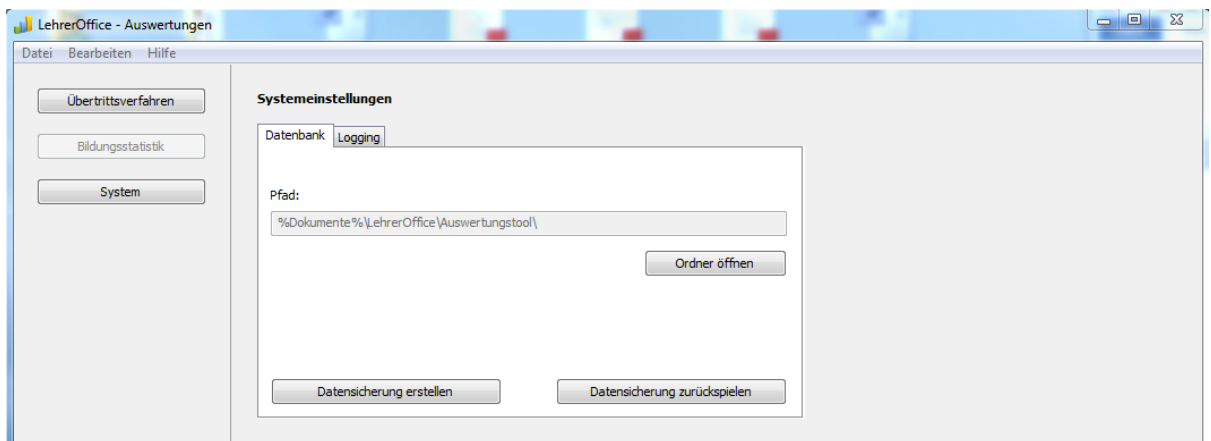 LehrerOffice - Auswertungen
Datei Bearbeiten Hilfe
Übertrittsverfahren
Bildungsstatistik
System
Systemeinstellungen
Datenbank Logging
Pfad:
%Dokumente%\LehrerOffice\Auswertungstool\
Ordner öffnen
Datensicherung erstellen Datensicherung zurückspielen